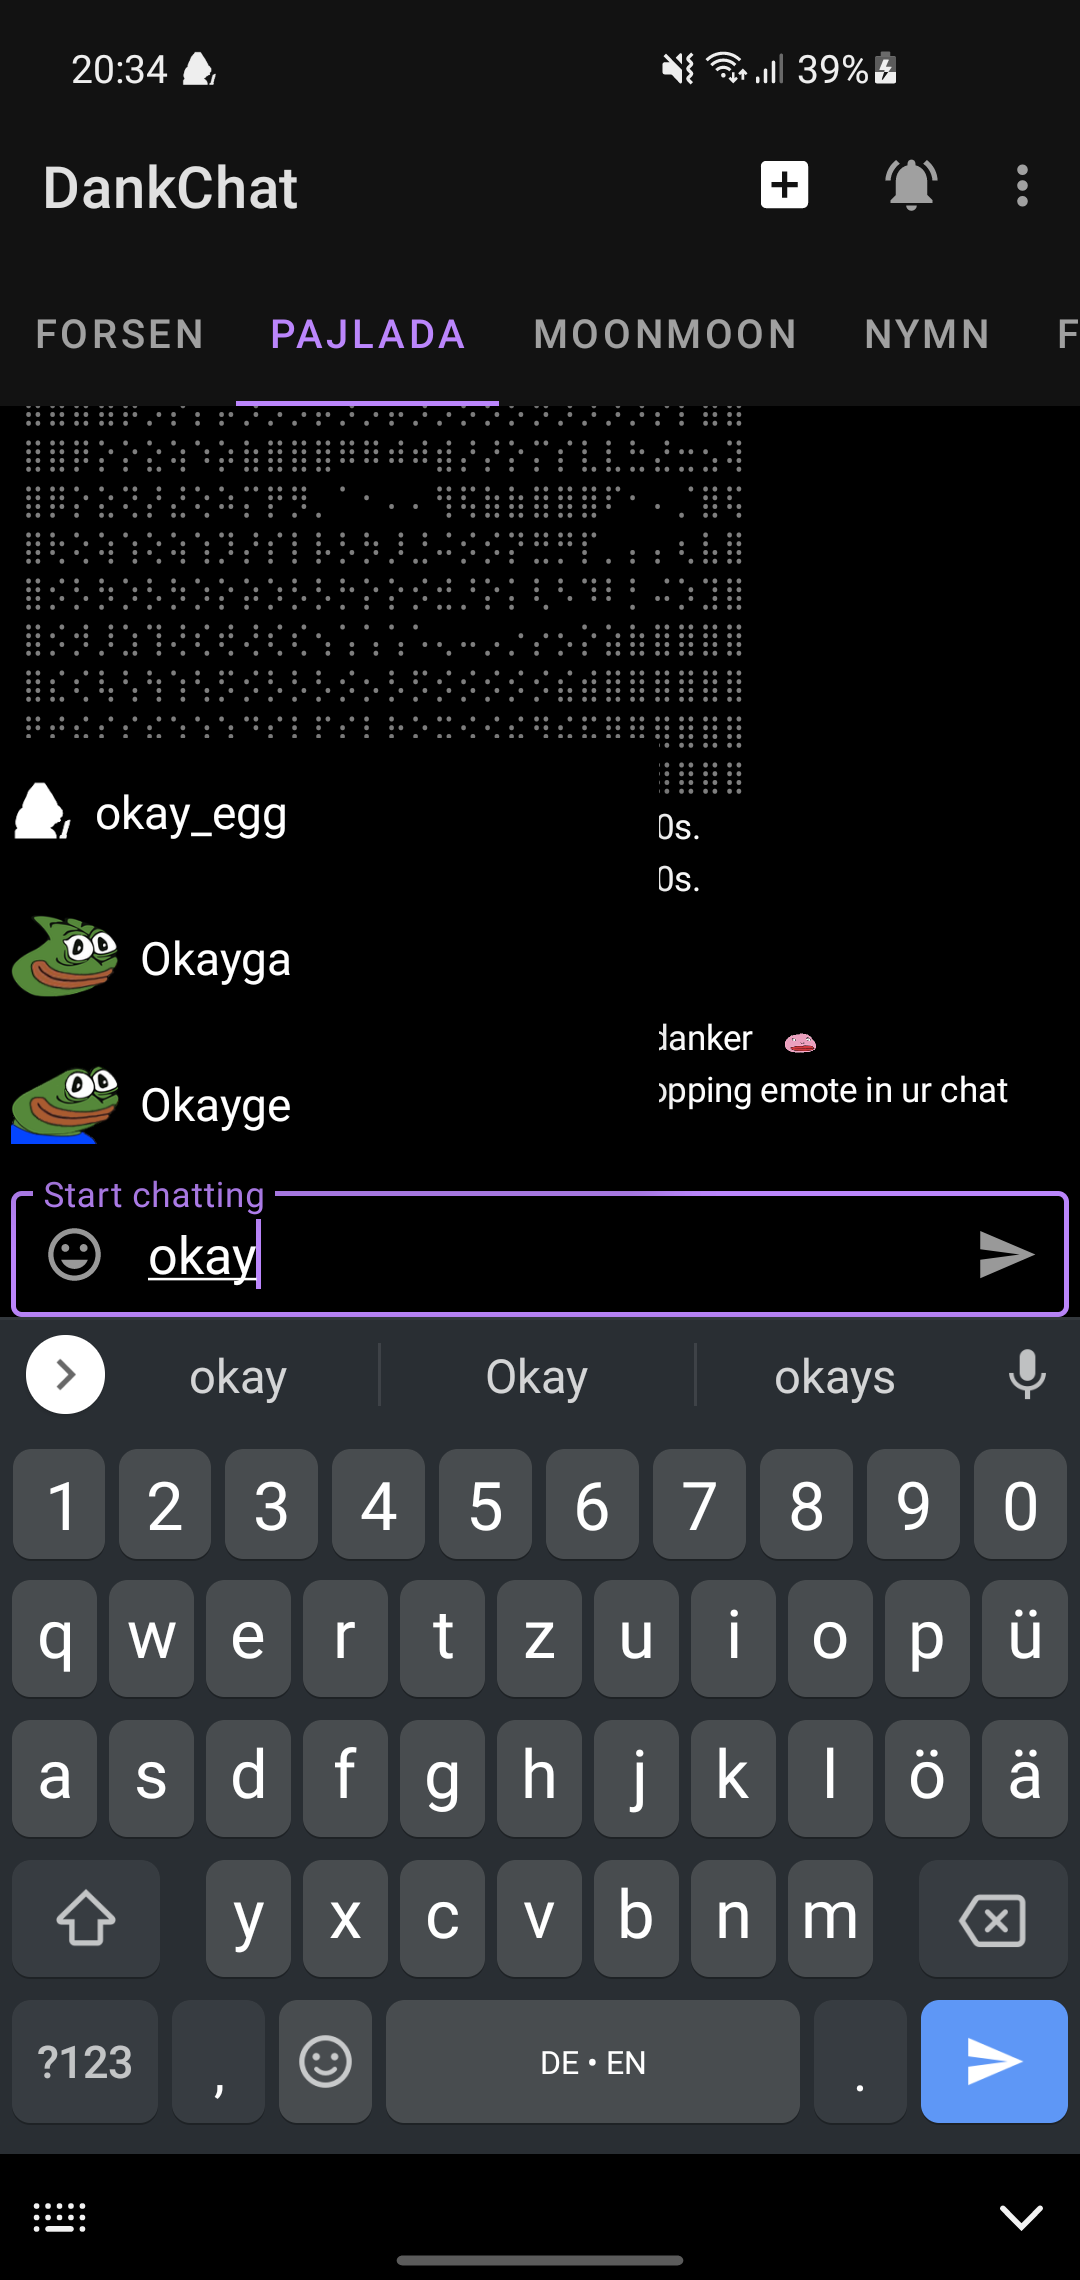 20:34
39%
DankChat
FORSEN PAJLADA MOONMOON NYMN F
okay_egg
0s.
0s.
Okayga
danker
opping emote in ur chat
Okayge
Start chatting
okay
okay Okay okays
1 2 3 4 5 6 7 8 9 0
q w e r t z u i o p ü
a s d f g h j k l ö ä
y x c v b n m
?123 , DE • EN .